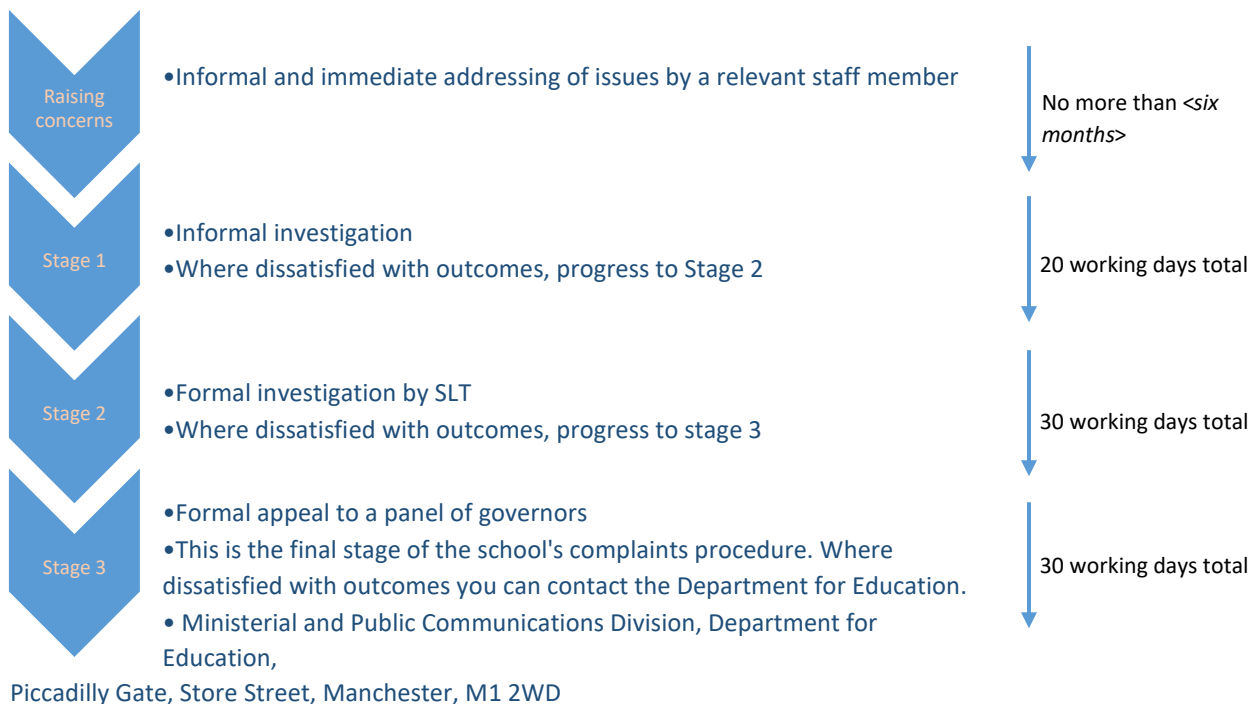 Raising
concerns
•Informal and immediate addressing of issues by a relevant staff member
No more than <six
months>
Stage 1
•Informal investigation
•Where dissatisfied with outcomes, progress to Stage 2
20 working days total
Stage 2
•Formal investigation by SLT
•Where dissatisfied with outcomes, progress to stage 3
30 working days total
Stage 3
•Formal appeal to a panel of governors
•This is the final stage of the school's complaints procedure. Where
dissatisfied with outcomes you can contact the Department for Education.
• Ministerial and Public Communications Division, Department for
Education,
30 working days total
Piccadilly Gate, Store Street, Manchester, M1 2WD